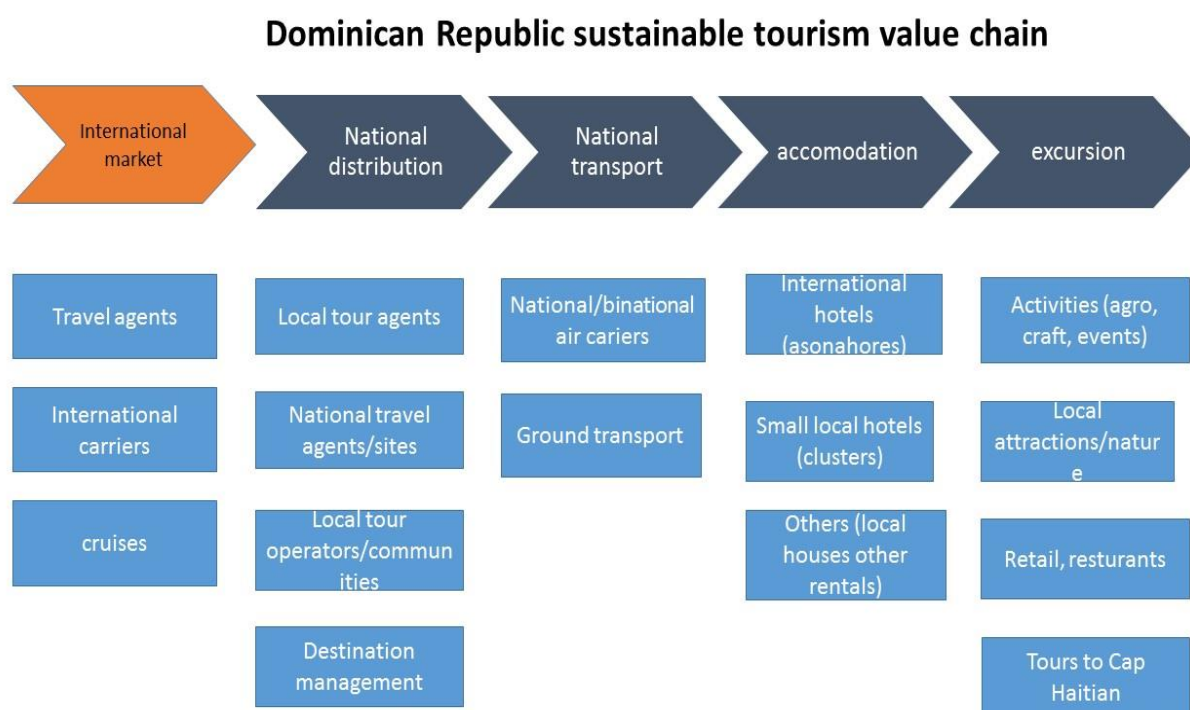 Dominican Republic sustainable tourism value chain
International
market
National
distribution
National
transport
accomodation
excursion
Travel agents
International
carriers
cruises
Local tour agents
National travel
agents/sites
Local tour
operators/commun
ities
Destination
management
National/binational
air cariers
Ground transport
International
hotels
(asonahores)
Small local hotels
(clusters)
Others (local
houses other
rentals)
Activities (agro,
craft, events)
Local
attractions/natur
e
Retail, resturants
Tours to Cap
Haitian